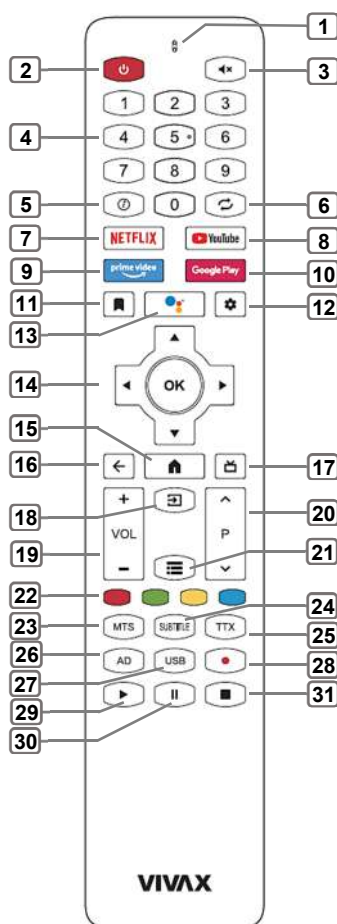 1
2
3
1 2 3
4
4 5 6
7 8 9
5
0
6
7
NETFLIX
YouTube
8
9
prime video
Google Play
10
11
12
13
14
OK
15
16
17
18
+
VOL
P
20
19
-
21
22
24
23
MTS
SUBTITLE
TTX
25
26
AD
USB
27
28
29
31
30
VIVAX